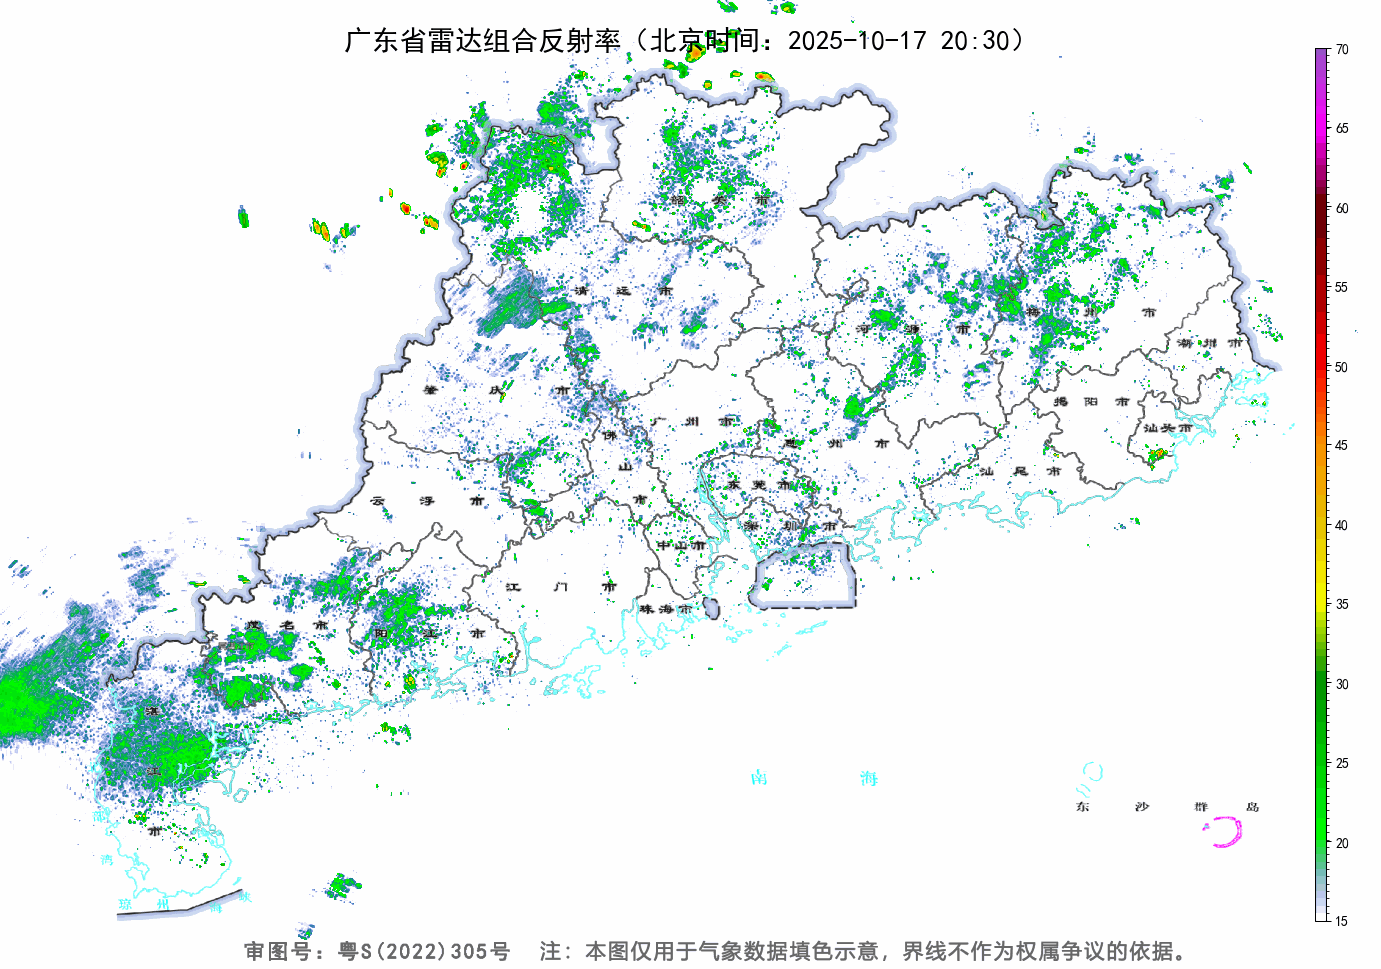 广东省雷达组合反射率（北京时间：2025-10-17 20:30）
70
65
60
55
50
45
40
35
30
25
20
15
韶 关 市
清 远 市
河 源 市
梅 州 市
潮 州 市
肇 庆 市
广 州 市
揭 阳 市
汕头市
佛 山 市
惠 州 市
汕 尾 市
东 莞 市
云 浮 市
深 圳 市
中山市
江 门 市
珠海市
茂 名 市
阳 江 市
湛 江 市
南 海
东 沙 群 岛
湾
琼 州 海 峡
审图号：粤S(2022)305号 注：本图仅用于气象数据填色示意，界线不作为权属争议的依据。